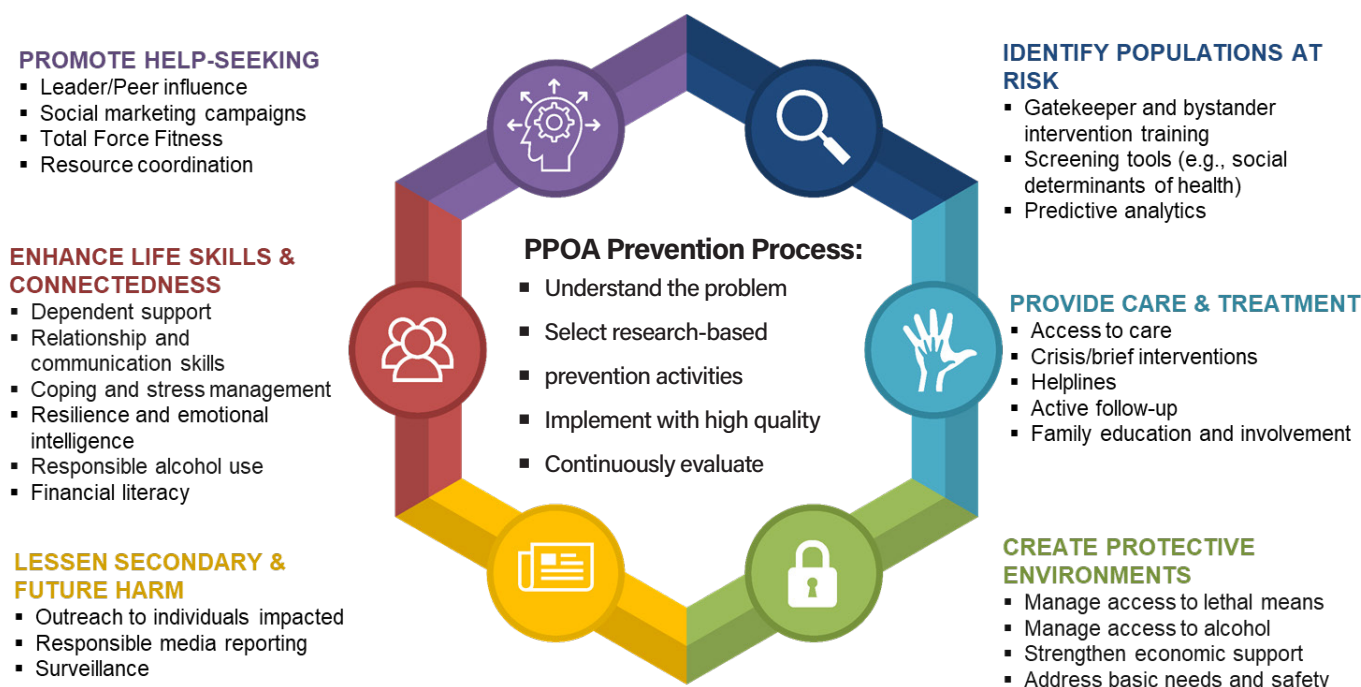 PROMOTE HELP-SEEKING
▪ Leader/Peer influence
▪ Social marketing campaigns
▪ Total Force Fitness
▪ Resource coordination
ENHANCE LIFE SKILLS &
CONNECTEDNESS
▪ Dependent support
▪ Relationship and
communication skills
▪ Coping and stress management
▪ Resilience and emotional
intelligence
▪ Responsible alcohol use
▪ Financial literacy
LESSEN SECONDARY &
FUTURE HARM
▪ Outreach to individuals impacted
▪ Responsible media reporting
▪ Surveillance
PPOA Prevention Process:
▪ Understand the problem
▪ Select research-based
▪ prevention activities
▪ Implement with high quality
▪ Continuously evaluate
IDENTIFY POPULATIONS AT
RISK
▪ Gatekeeper and bystander
intervention training
▪ Screening tools (e.g., social
determinants of health)
▪ Predictive analytics
PROVIDE CARE & TREATMENT
▪ Access to care
▪ Crisis/brief interventions
▪ Helplines
▪ Active follow-up
▪ Family education and involvement
CREATE PROTECTIVE
ENVIRONMENTS
▪ Manage access to lethal means
▪ Manage access to alcohol
▪ Strengthen economic support
▪ Address basic needs and safety